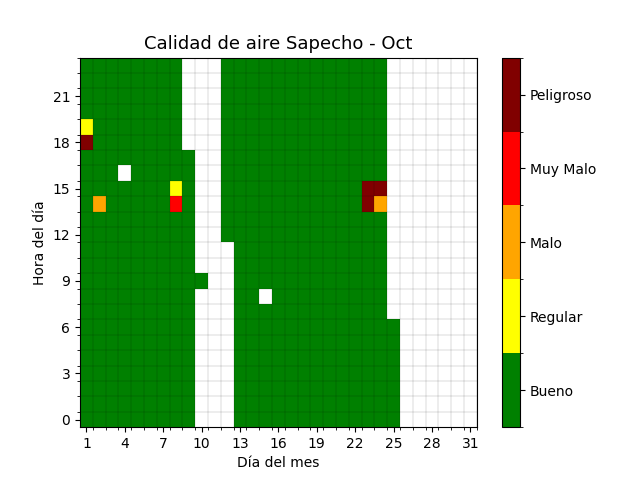 Calidad de aire Sapecho - Oct
Hora del día
21
18
15
12
9
6
3
0
1 4 7 10 13 16 19 22 25 28 31
Día del mes
Peligroso
Muy Malo
Malo
Regular
Bueno